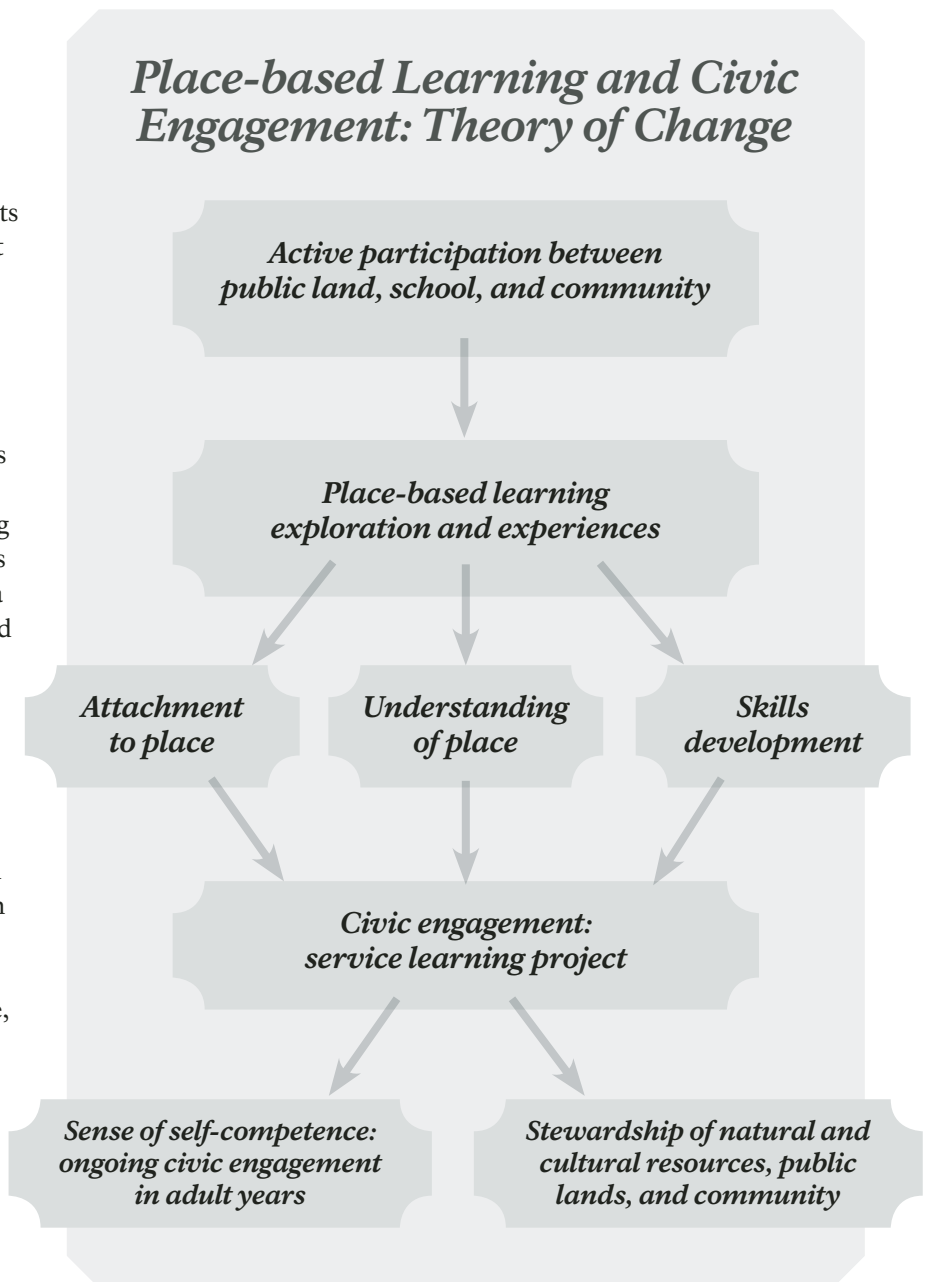 Place-based Learning and Civic
Engagement: Theory of Change
Active participation between
public land, school, and community
Place-based learning
exploration and experiences
Attachment
to place
Understanding
of place
Skills
development
Civic engagement:
service learning project
Sense of self-competence:
ongoing civic engagement
in adult years
Stewardship of natural and
cultural resources, public
lands, and community